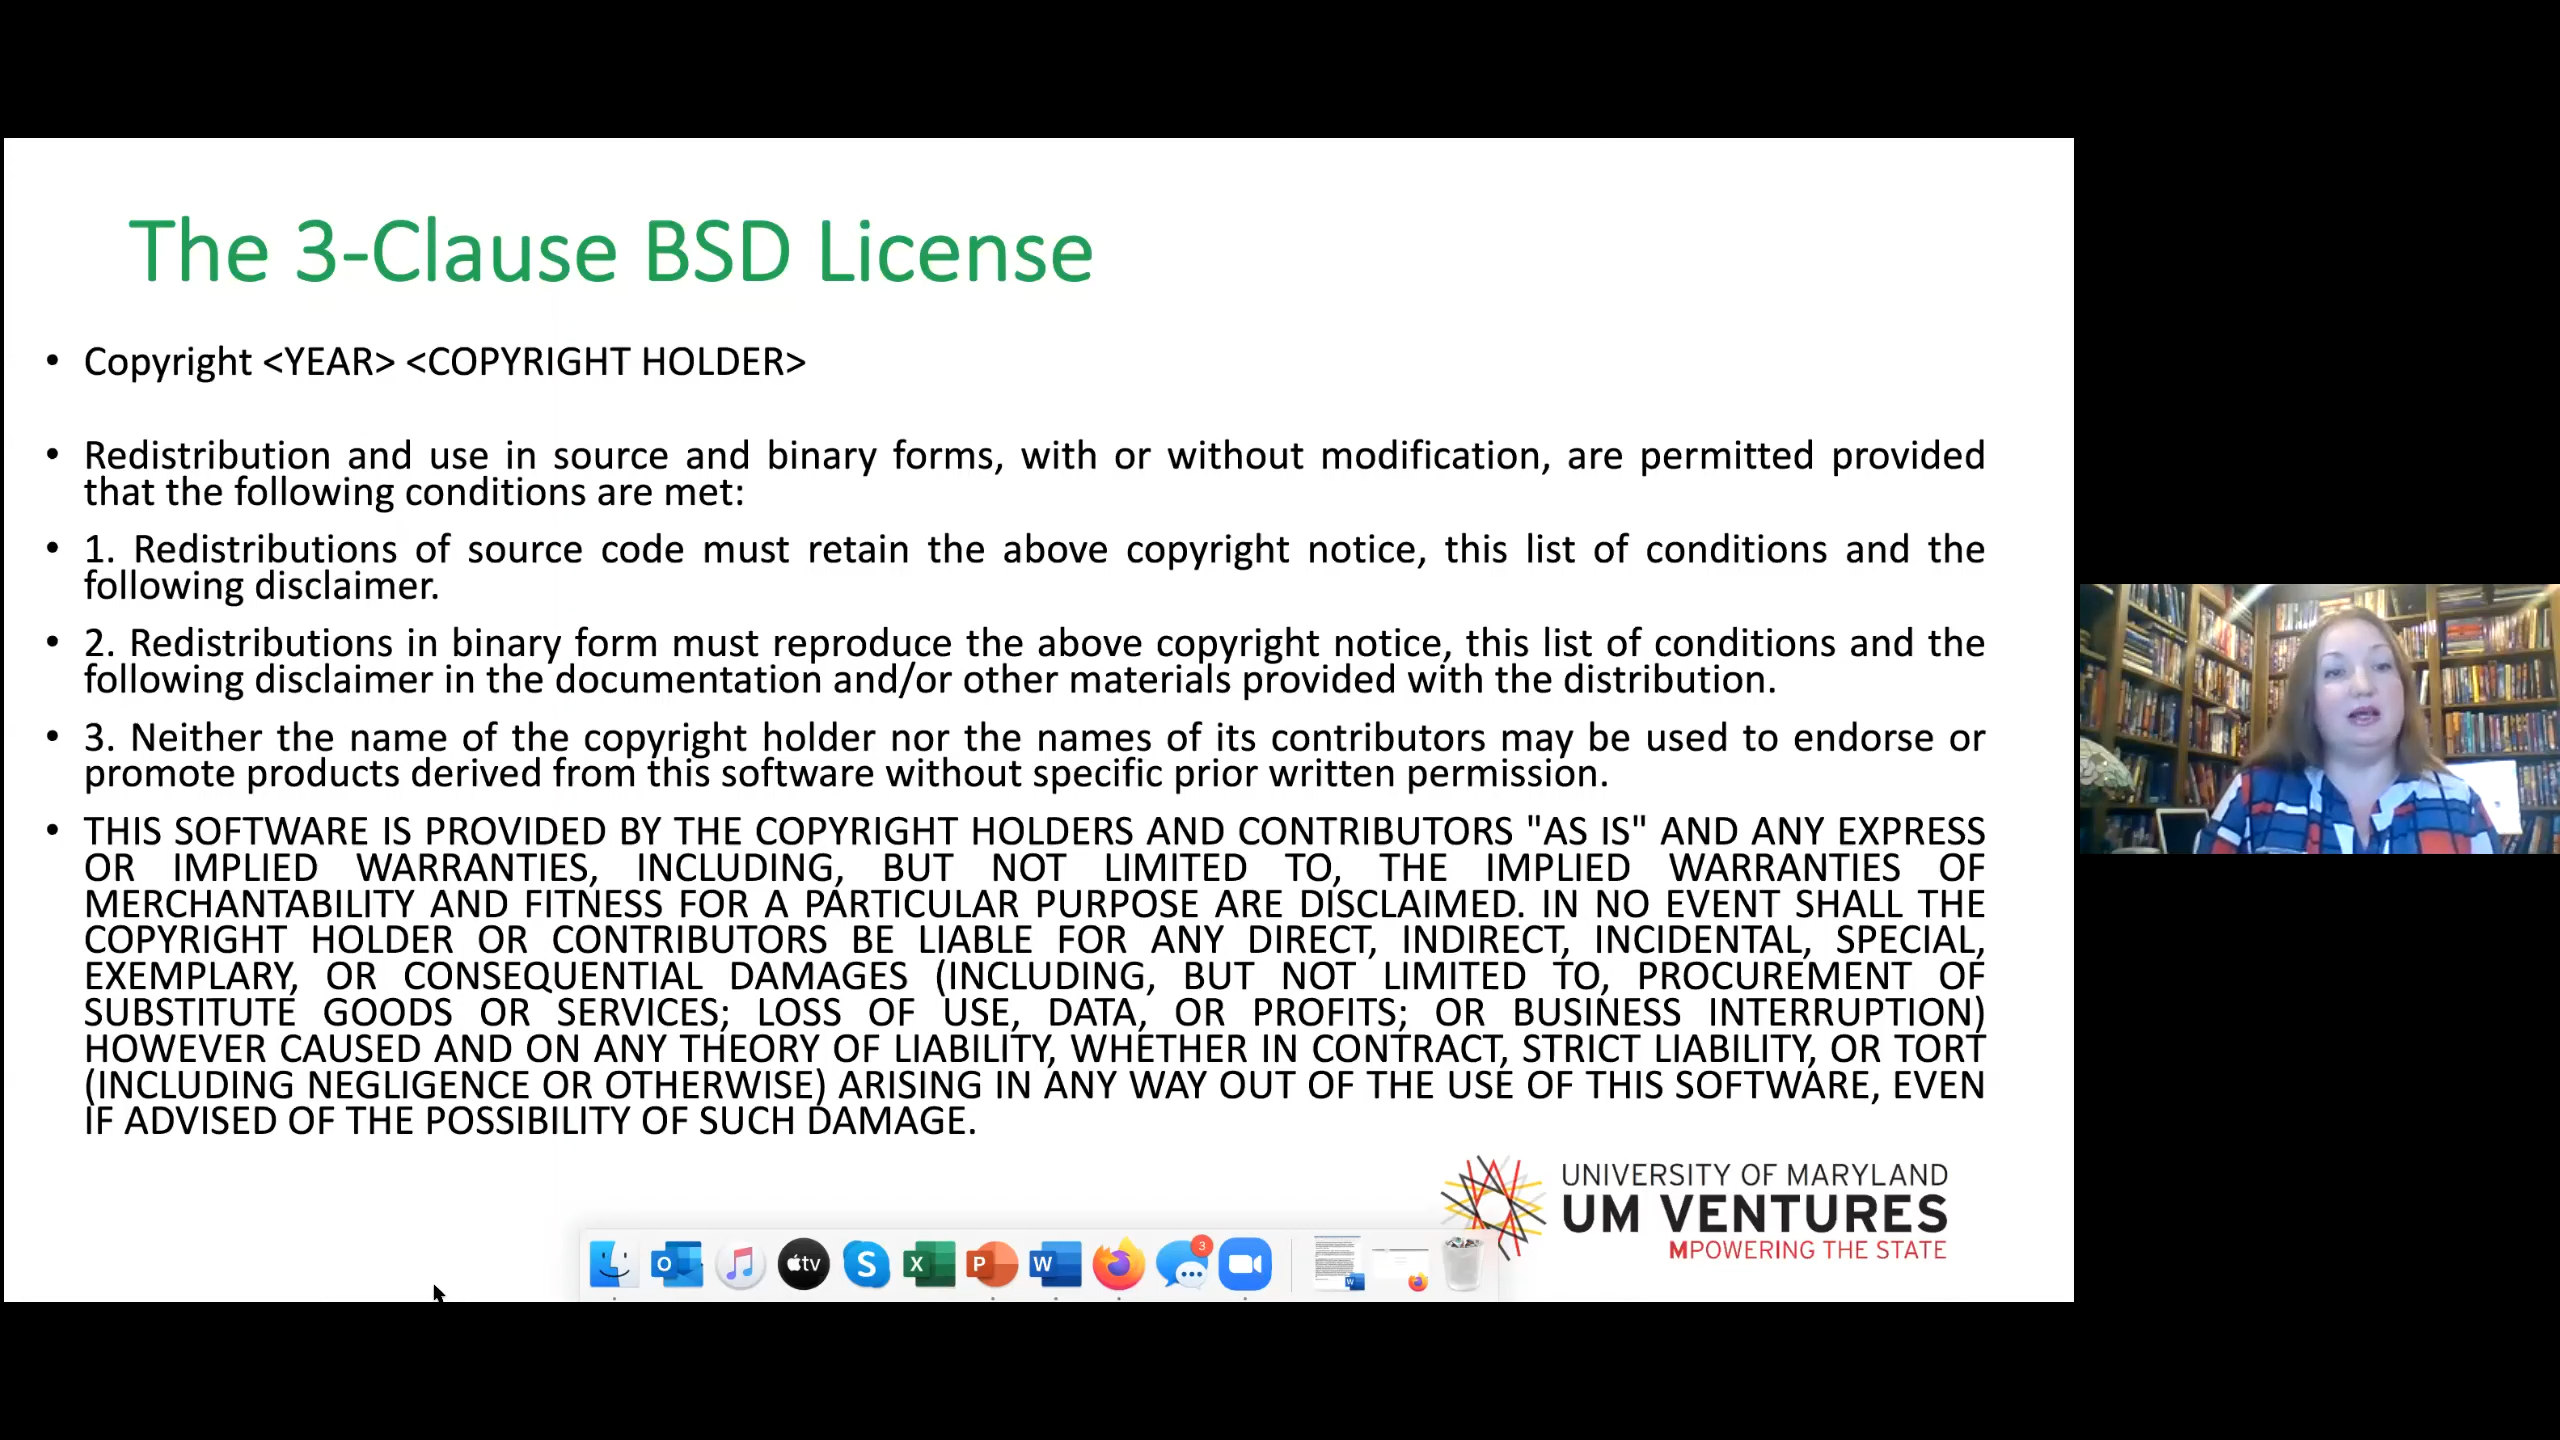 The 3-Clause BSD License
• Copyright <YEAR> <COPYRIGHT HOLDER>
• Redistribution and use in source and binary forms, with or without modification, are permitted provided
that the following conditions are met:
• 1. Redistributions of source code must retain the above copyright notice, this list of conditions and the
following disclaimer.
• 2. Redistributions in binary form must reproduce the above copyright notice, this list of conditions and the
following disclaimer in the documentation and/or other materials provided with the distribution.
• 3. Neither the name of the copyright holder nor the names of its contributors may be used to endorse or
promote products derived from this software without specific prior written permission.
• THIS SOFTWARE IS PROVIDED BY THE COPYRIGHT HOLDERS AND CONTRIBUTORS "AS IS" AND ANY EXPRESS
OR IMPLIED WARRANTIES, INCLUDING, BUT NOT LIMITED TO, THE IMPLIED WARRANTIES OF
MERCHANTABILITY AND FITNESS FOR A PARTICULAR PURPOSE ARE DISCLAIMED. IN NO EVENT SHALL THE
COPYRIGHT HOLDER OR CONTRIBUTORS BE LIABLE FOR ANY DIRECT, INDIRECT, INCIDENTAL, SPECIAL,
EXEMPLARY, OR CONSEQUENTIAL DAMAGES (INCLUDING, BUT NOT LIMITED TO, PROCUREMENT OF
SUBSTITUTE GOODS OR SERVICES; LOSS OF USE, DATA, OR PROFITS; OR BUSINESS INTERRUPTION)
HOWEVER CAUSED AND ON ANY THEORY OF LIABILITY, WHETHER IN CONTRACT, STRICT LIABILITY, OR TORT
(INCLUDING NEGLIGENCE OR OTHERWISE) ARISING IN ANY WAY OUT OF THE USE OF THIS SOFTWARE, EVEN
IF ADVISED OF THE POSSIBILITY OF SUCH DAMAGE.
UNIVERSITY OF MARYLAND
UM VENTURES
MPOWERING THE STATE
O tv S X P W 3 W